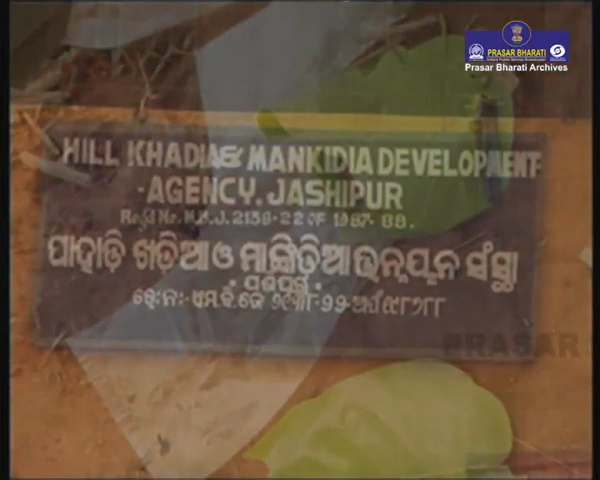 PRASAR BHARATI
Prasar Bharati Archives
HILL KHADIA & MANKIDIA DEVELOPMENT
-AGENCY. JASHIPUR
Regd No. M.B.J. 2159-22 OF 1987-88.
ପାହାଡ଼ି ଖଡ଼ିଆ ଓ ମାଙ୍କିଡ଼ିଆ ଉନ୍ନୟନ ସଂସ୍ଥା
PRASAR